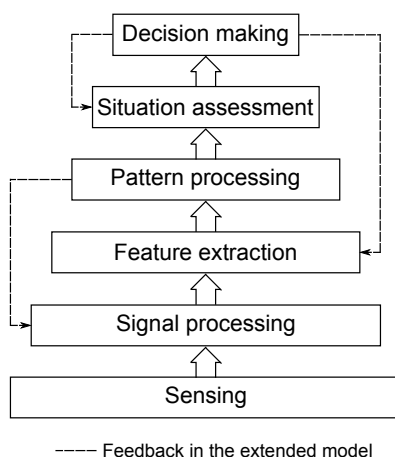 Decision making
Situation assessment
Pattern processing
Feature extraction
Signal processing
Sensing
Feedback in the extended model